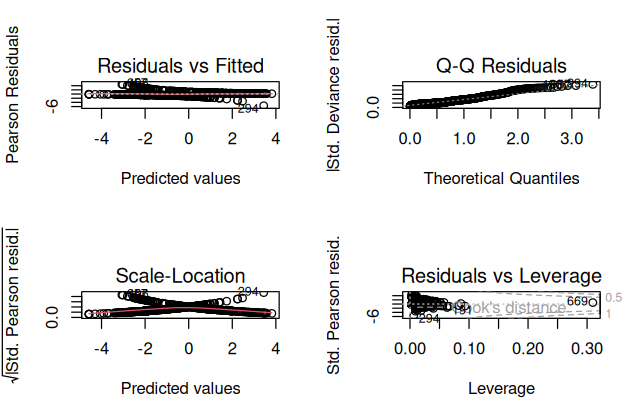 Residuals vs Fitted
Pearson Residuals
-6
294
-4 -2 0 2 4
Predicted values
Q-Q Residuals
|Std. Deviance resid.|
0.0
0.0 1.0 2.0 3.0
Theoretical Quantiles
Scale-Location
√|Std. Pearson resid.|
0.0
294
-4 -2 0 2 4
Predicted values
Residuals vs Leverage
Std. Pearson resid.
-6
669
Cook's distance
294
0.5
1
0.00 0.10 0.20 0.30
Leverage